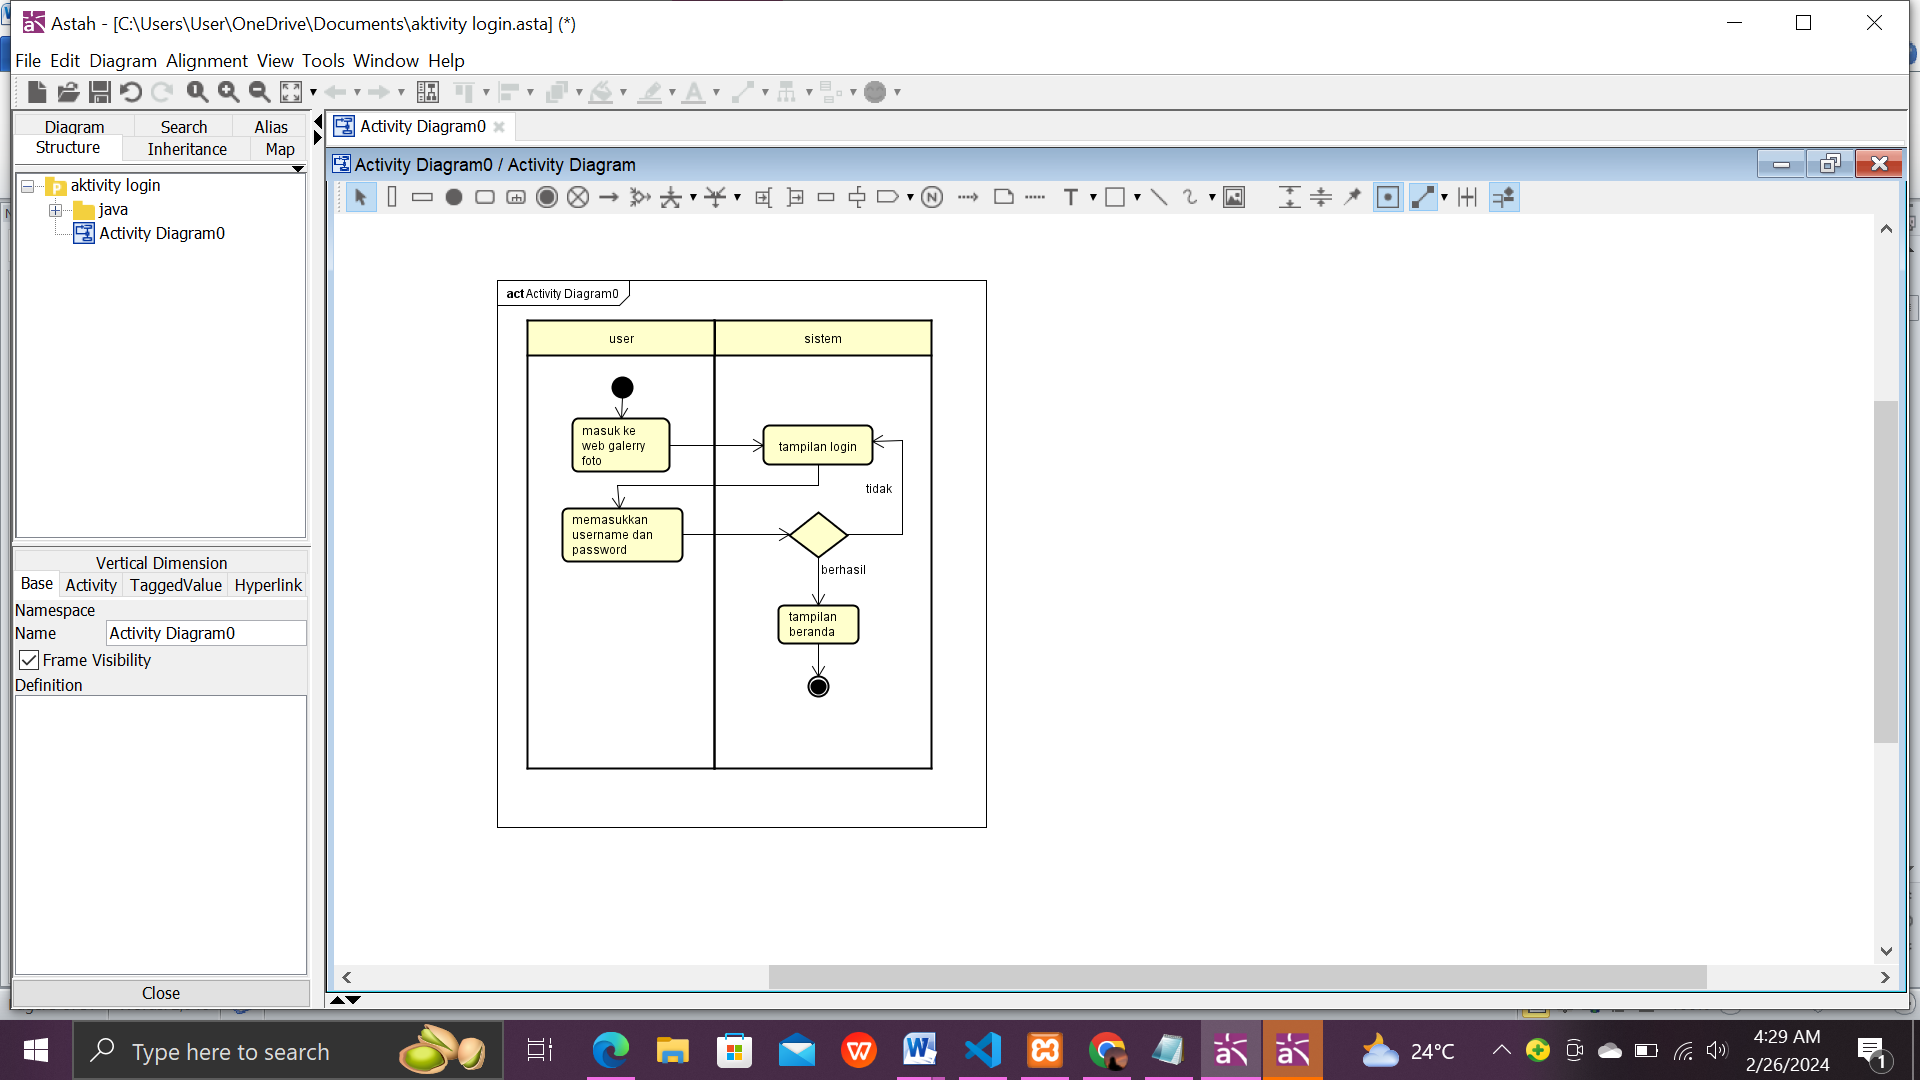 Astah - [C:\Users\User\OneDrive\Documents\aktivity login.asta] (*)
File Edit Diagram Alignment View Tools Window Help
Diagram Search Alias
Structure Inheritance Map
Activity Diagram0
Activity Diagram0 / Activity Diagram
aktivity login
java
Activity Diagram0
act Activity Diagram0
user sistem
masuk ke
web galerry
foto
tampilan login
tidak
memasukkan
username dan
password
berhasil
tampilan
beranda
Vertical Dimension
Base Activity TaggedValue Hyperlink
Namespace
Name Activity Diagram0
Frame Visibility
Definition
Close
Type here to search
24°C
4:29 AM
2/26/2024
1